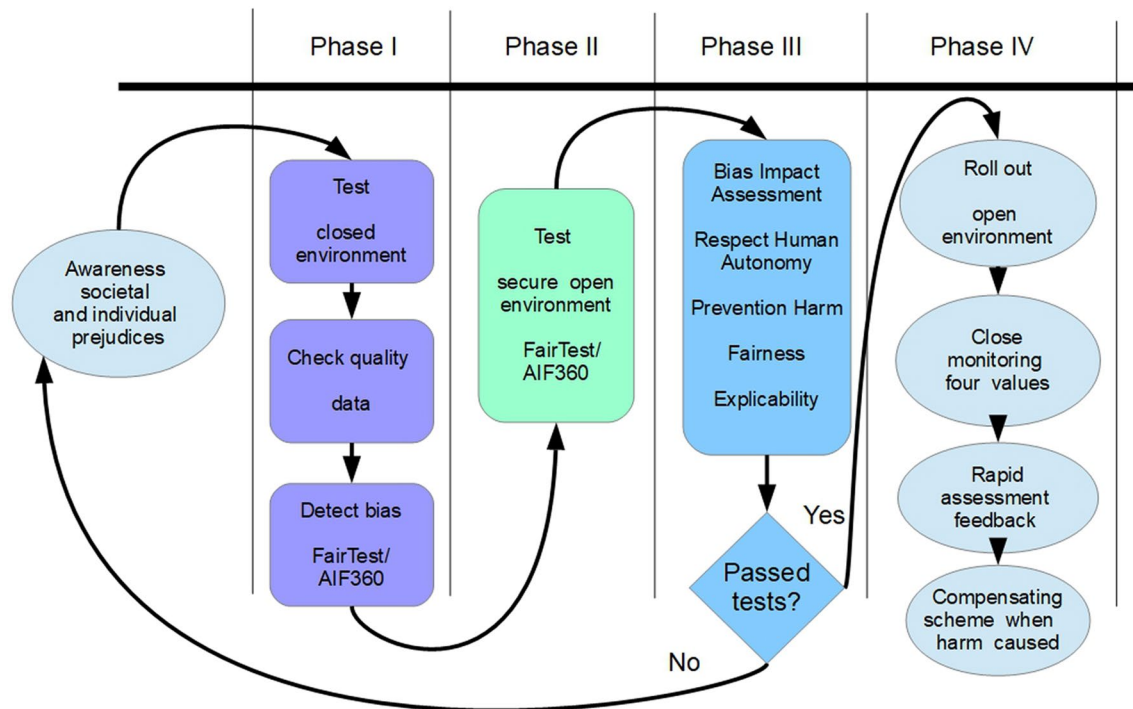 Phase I
Phase II
Phase III
Phase IV
Awareness
societal
and individual
prejudices
Test
closed
environment
Check quality
data
Detect bias
FairTest/
AIF360
Test
secure open
environment
FairTest/
AIF360
Bias Impact
Assessment
Respect Human
Autonomy
Prevention Harm
Fairness
Explicability
Passed
tests?
Yes
No
Roll out
open
environment
Close
monitoring
four values
Rapid
assessment
feedback
Compensating
scheme when
harm caused